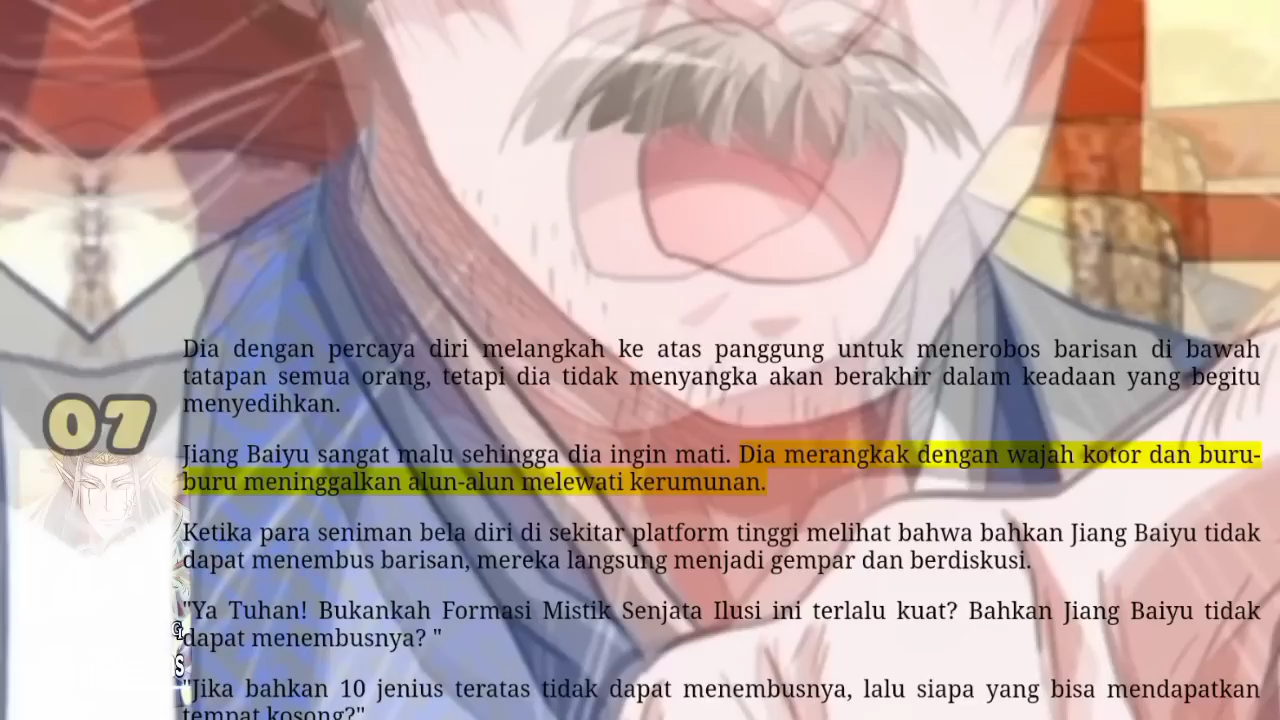 Dia dengan percaya diri melangkah ke atas panggung untuk menerobos barisan di bawah
tatapan semua orang, tetapi dia tidak menyangka akan berakhir dalam keadaan yang begitu
menyedihkan.
07
Jiang Baiyu sangat malu sehingga dia ingin mati. Dia merangkak dengan wajah kotor dan buru-
buru meninggalkan alun-alun melewati kerumunan.
Ketika para seniman bela diri di sekitar platform tinggi melihat bahwa bahkan Jiang Baiyu tidak
dapat menembus barisan, mereka langsung menjadi gempar dan berdiskusi.
"Ya Tuhan! Bukankah Formasi Mistik Senjata Ilusi ini terlalu kuat? Bahkan Jiang Baiyu tidak
dapat menembusnya? "
"Jika bahkan 10 jenius teratas tidak dapat menembusnya, lalu siapa yang bisa mendapatkan
tempat kosong?"